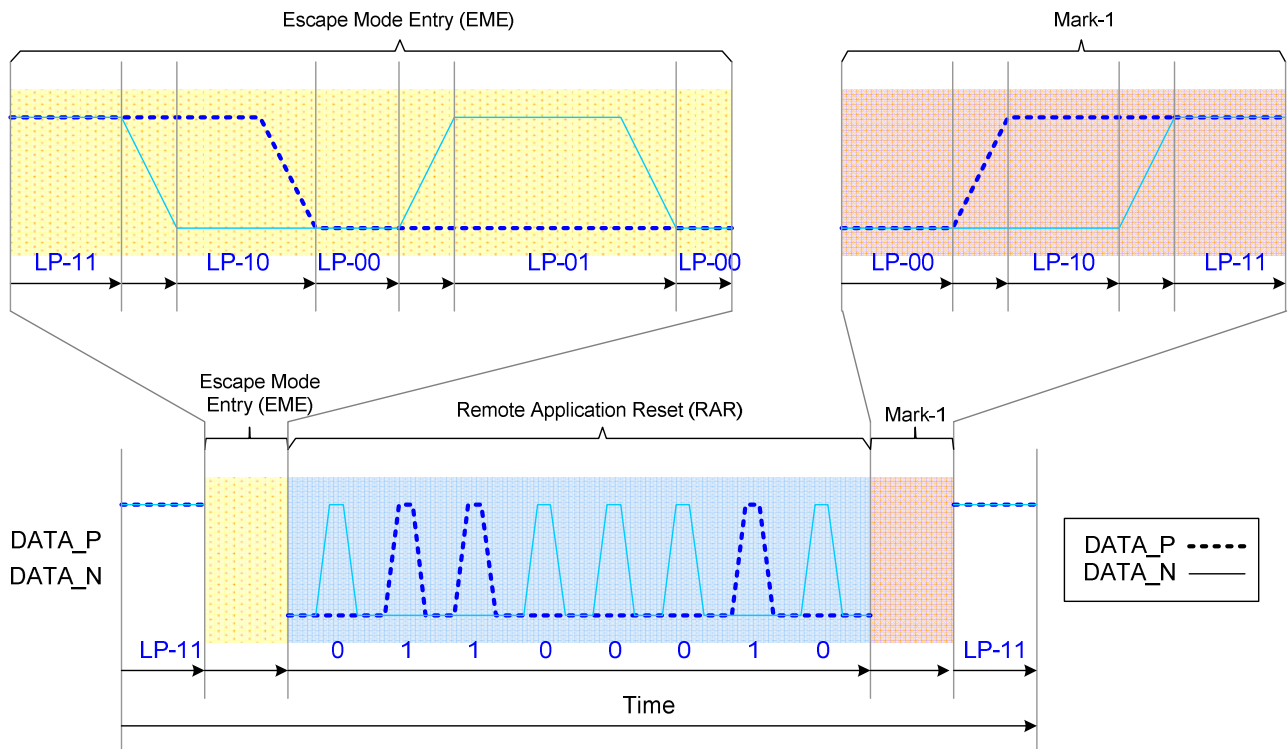 Escape Mode Entry (EME)
Mark-1
LP-11 LP-10 LP-00 LP-01 LP-00
LP-00 LP-10 LP-11
Escape Mode
Entry (EME)
Remote Application Reset (RAR)
Mark-1
DATA_P
DATA_N
DATA_P
DATA_N
LP-11 0 1 1 0 0 0 1 0 LP-11
Time